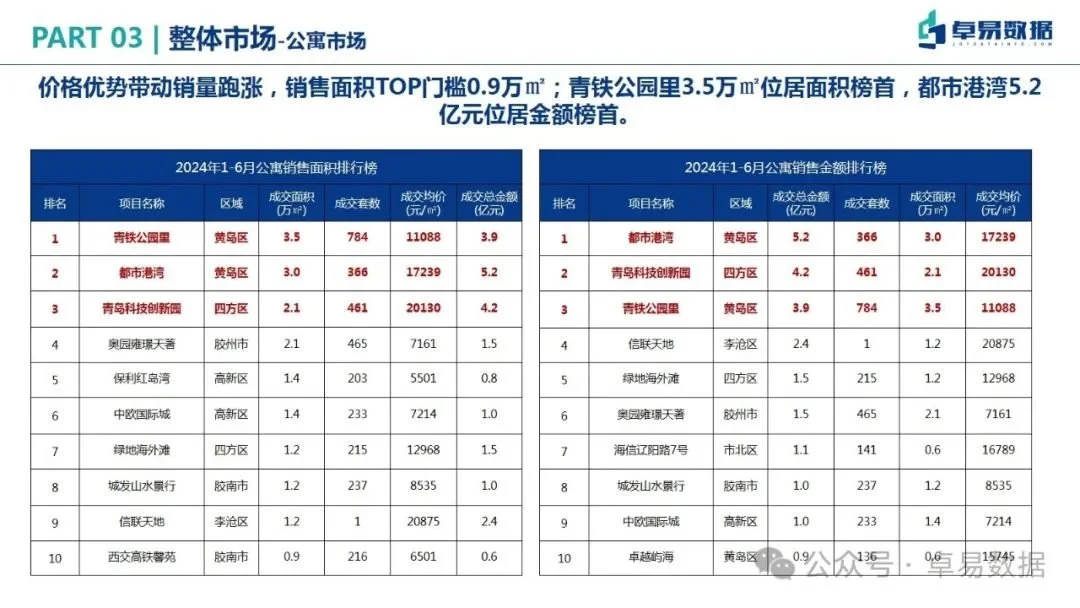 PART 03 | 整体市场-公寓市场
卓易数据
价格优势带动销量跑涨，销售面积TOP门槛0.9万㎡；青铁公园里3.5万㎡位居面积榜首，都市港湾5.2
亿元位居金额榜首。
2024年1-6月公寓销售面积排行榜
排名 项目名称 区域 成交面积(万㎡) 成交套数 成交均价(元/㎡) 成交总金额(亿元)
1 青铁公园里 黄岛区 3.5 784 11088 3.9
2 都市港湾 黄岛区 3.0 366 17239 5.2
3 青岛科技创新园 四方区 2.1 461 20130 4.2
4 奥园雍璟天著 胶州市 2.1 465 7161 1.5
5 保利红岛湾 高新区 1.4 203 5501 0.8
6 中欧国际城 高新区 1.4 233 7214 1.0
7 绿地海外滩 四方区 1.2 215 12968 1.5
8 城发山水景行 胶南市 1.2 237 8535 1.0
9 信联天地 李沧区 1.2 1 20875 2.4
10 西交高铁馨苑 胶南市 0.9 216 6501 0.6
2024年1-6月公寓销售金额排行榜
排名 项目名称 区域 成交总金额(亿元) 成交套数 成交面积(万㎡) 成交均价(元/㎡)
1 都市港湾 黄岛区 5.2 366 3.0 17239
2 青岛科技创新园 四方区 4.2 461 2.1 20130
3 青铁公园里 黄岛区 3.9 784 3.5 11088
4 信联天地 李沧区 2.4 1 1.2 20875
5 绿地海外滩 四方区 1.5 215 1.2 12968
6 奥园雍璟天著 胶州市 1.5 465 2.1 7161
7 海信辽阳路7号 市北区 1.1 141 0.6 16789
8 城发山水景行 胶南市 1.0 237 1.2 8535
9 中欧国际城 高新区 1.0 233 1.4 7214
10 卓越屿海 黄岛区 0.9 136 0.6 15745
公众号 · 卓易数据